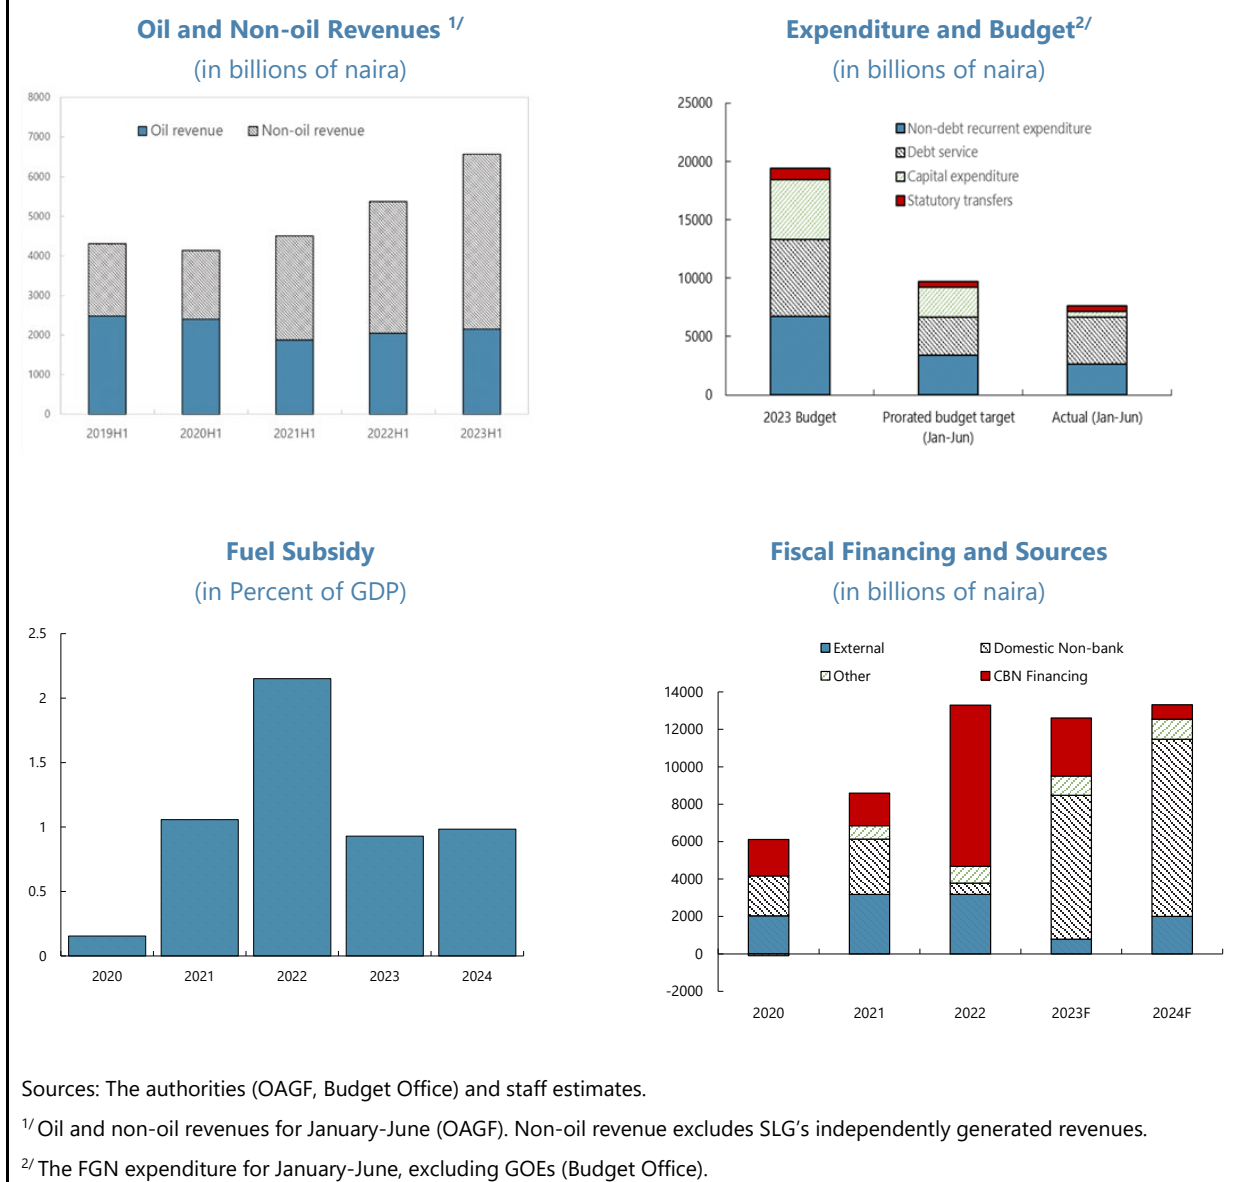 Oil and Non-oil Revenues 1/
(in billions of naira)
8000
7000
6000
5000
4000
3000
2000
1000
0
Oil revenue
Non-oil revenue
2019H1
2020H1
2021H1
2022H1
2023H1
Expenditure and Budget2/
(in billions of naira)
25000
20000
15000
10000
5000
0
Non-debt recurrent expenditure
Debt service
Capital expenditure
Statutory transfers
2023 Budget
Prorated budget target
(Jan-Jun)
Actual (Jan-Jun)
Fuel Subsidy
(in Percent of GDP)
2.5
2
1.5
1
0.5
0
2020
2021
2022
2023
2024
Fiscal Financing and Sources
(in billions of naira)
External
Domestic Non-bank
Other
CBN Financing
14000
12000
10000
8000
6000
4000
2000
0
-2000
2020
2021
2022
2023F
2024F
Sources: The authorities (OAGF, Budget Office) and staff estimates.
1/ Oil and non-oil revenues for January-June (OAGF). Non-oil revenue excludes SLG's independently generated revenues.
2/ The FGN expenditure for January-June, excluding GOEs (Budget Office).